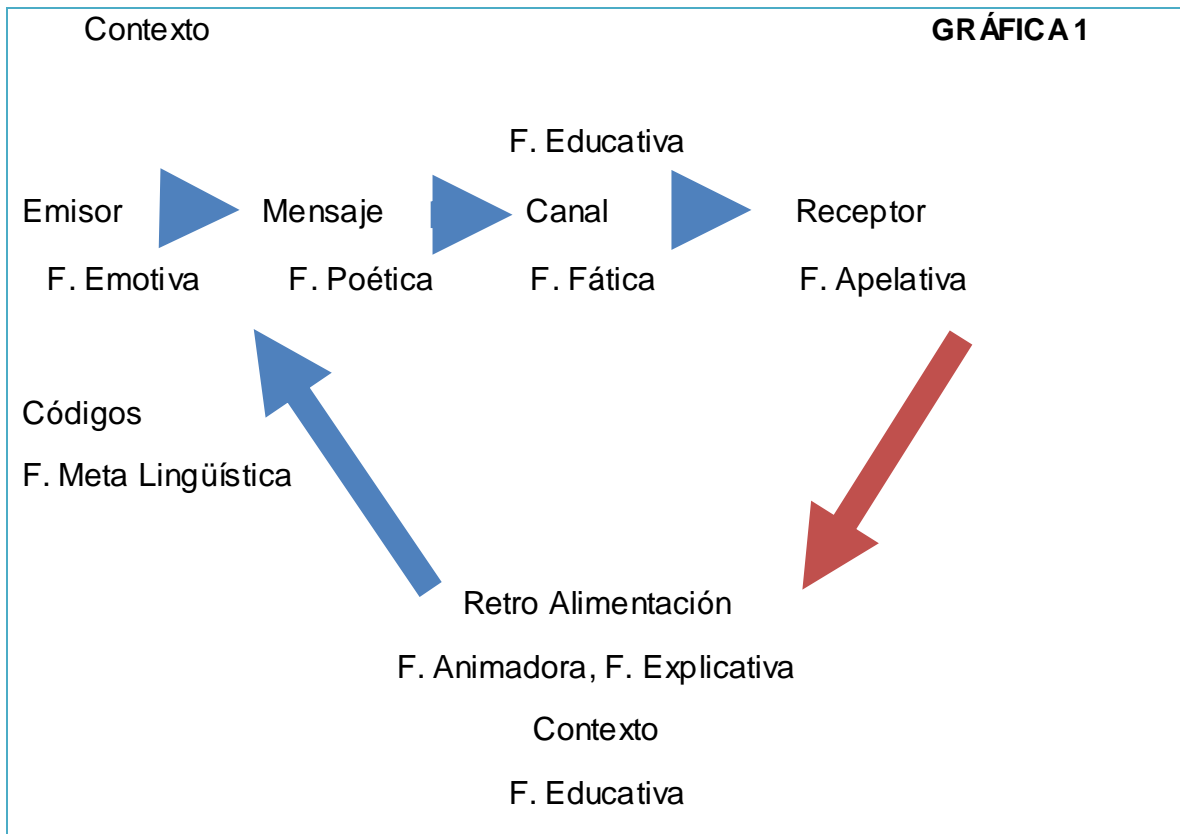 Contexto GRÁFICA 1
F. Educativa
Emisor Mensaje Canal Receptor
F. Emotiva F. Poética F. Fática F. Apelativa
Códigos
F. Meta Lingüística
Retro Alimentación
F. Animadora, F. Explicativa
Contexto
F. Educativa